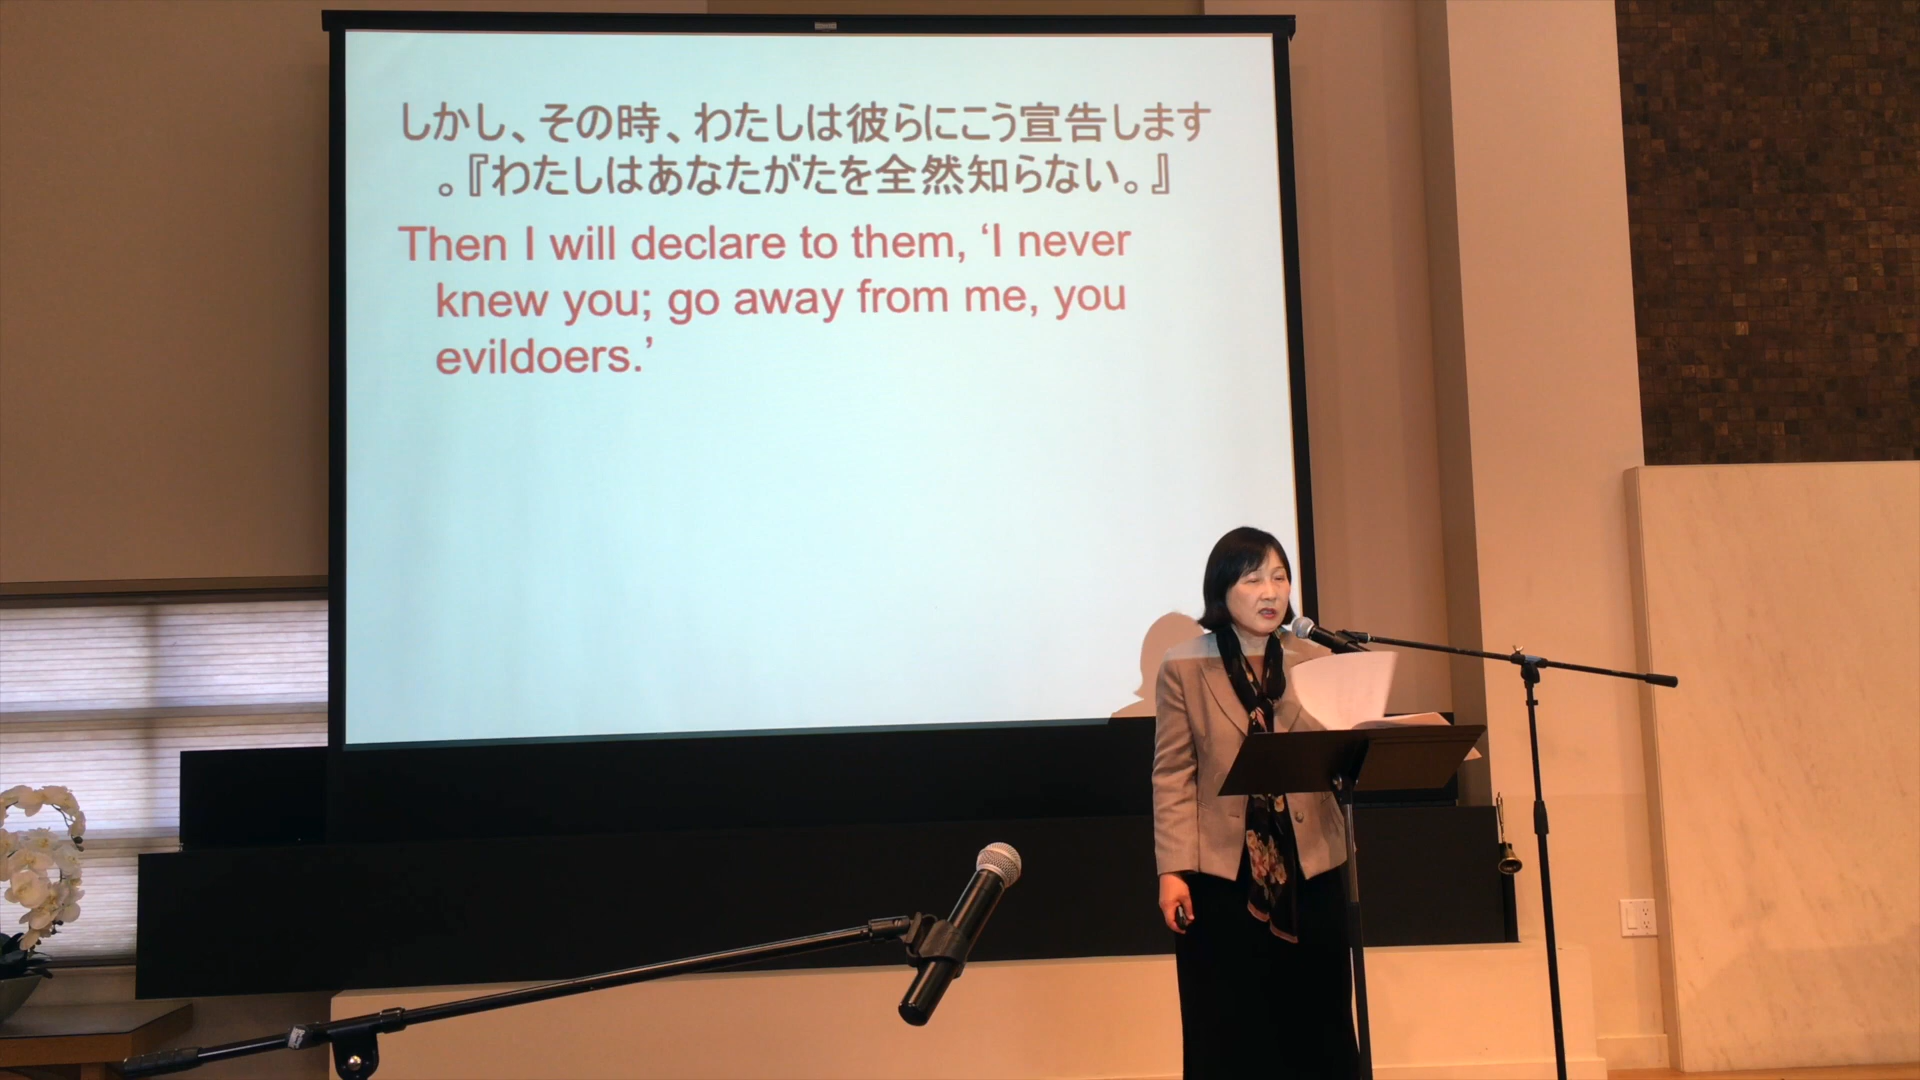 しかし、その時、わたしは彼らにこう宣告します
。『わたしはあなたがたを全然知らない。』
Then I will declare to them, ‘I never
knew you; go away from me, you
evildoers.’